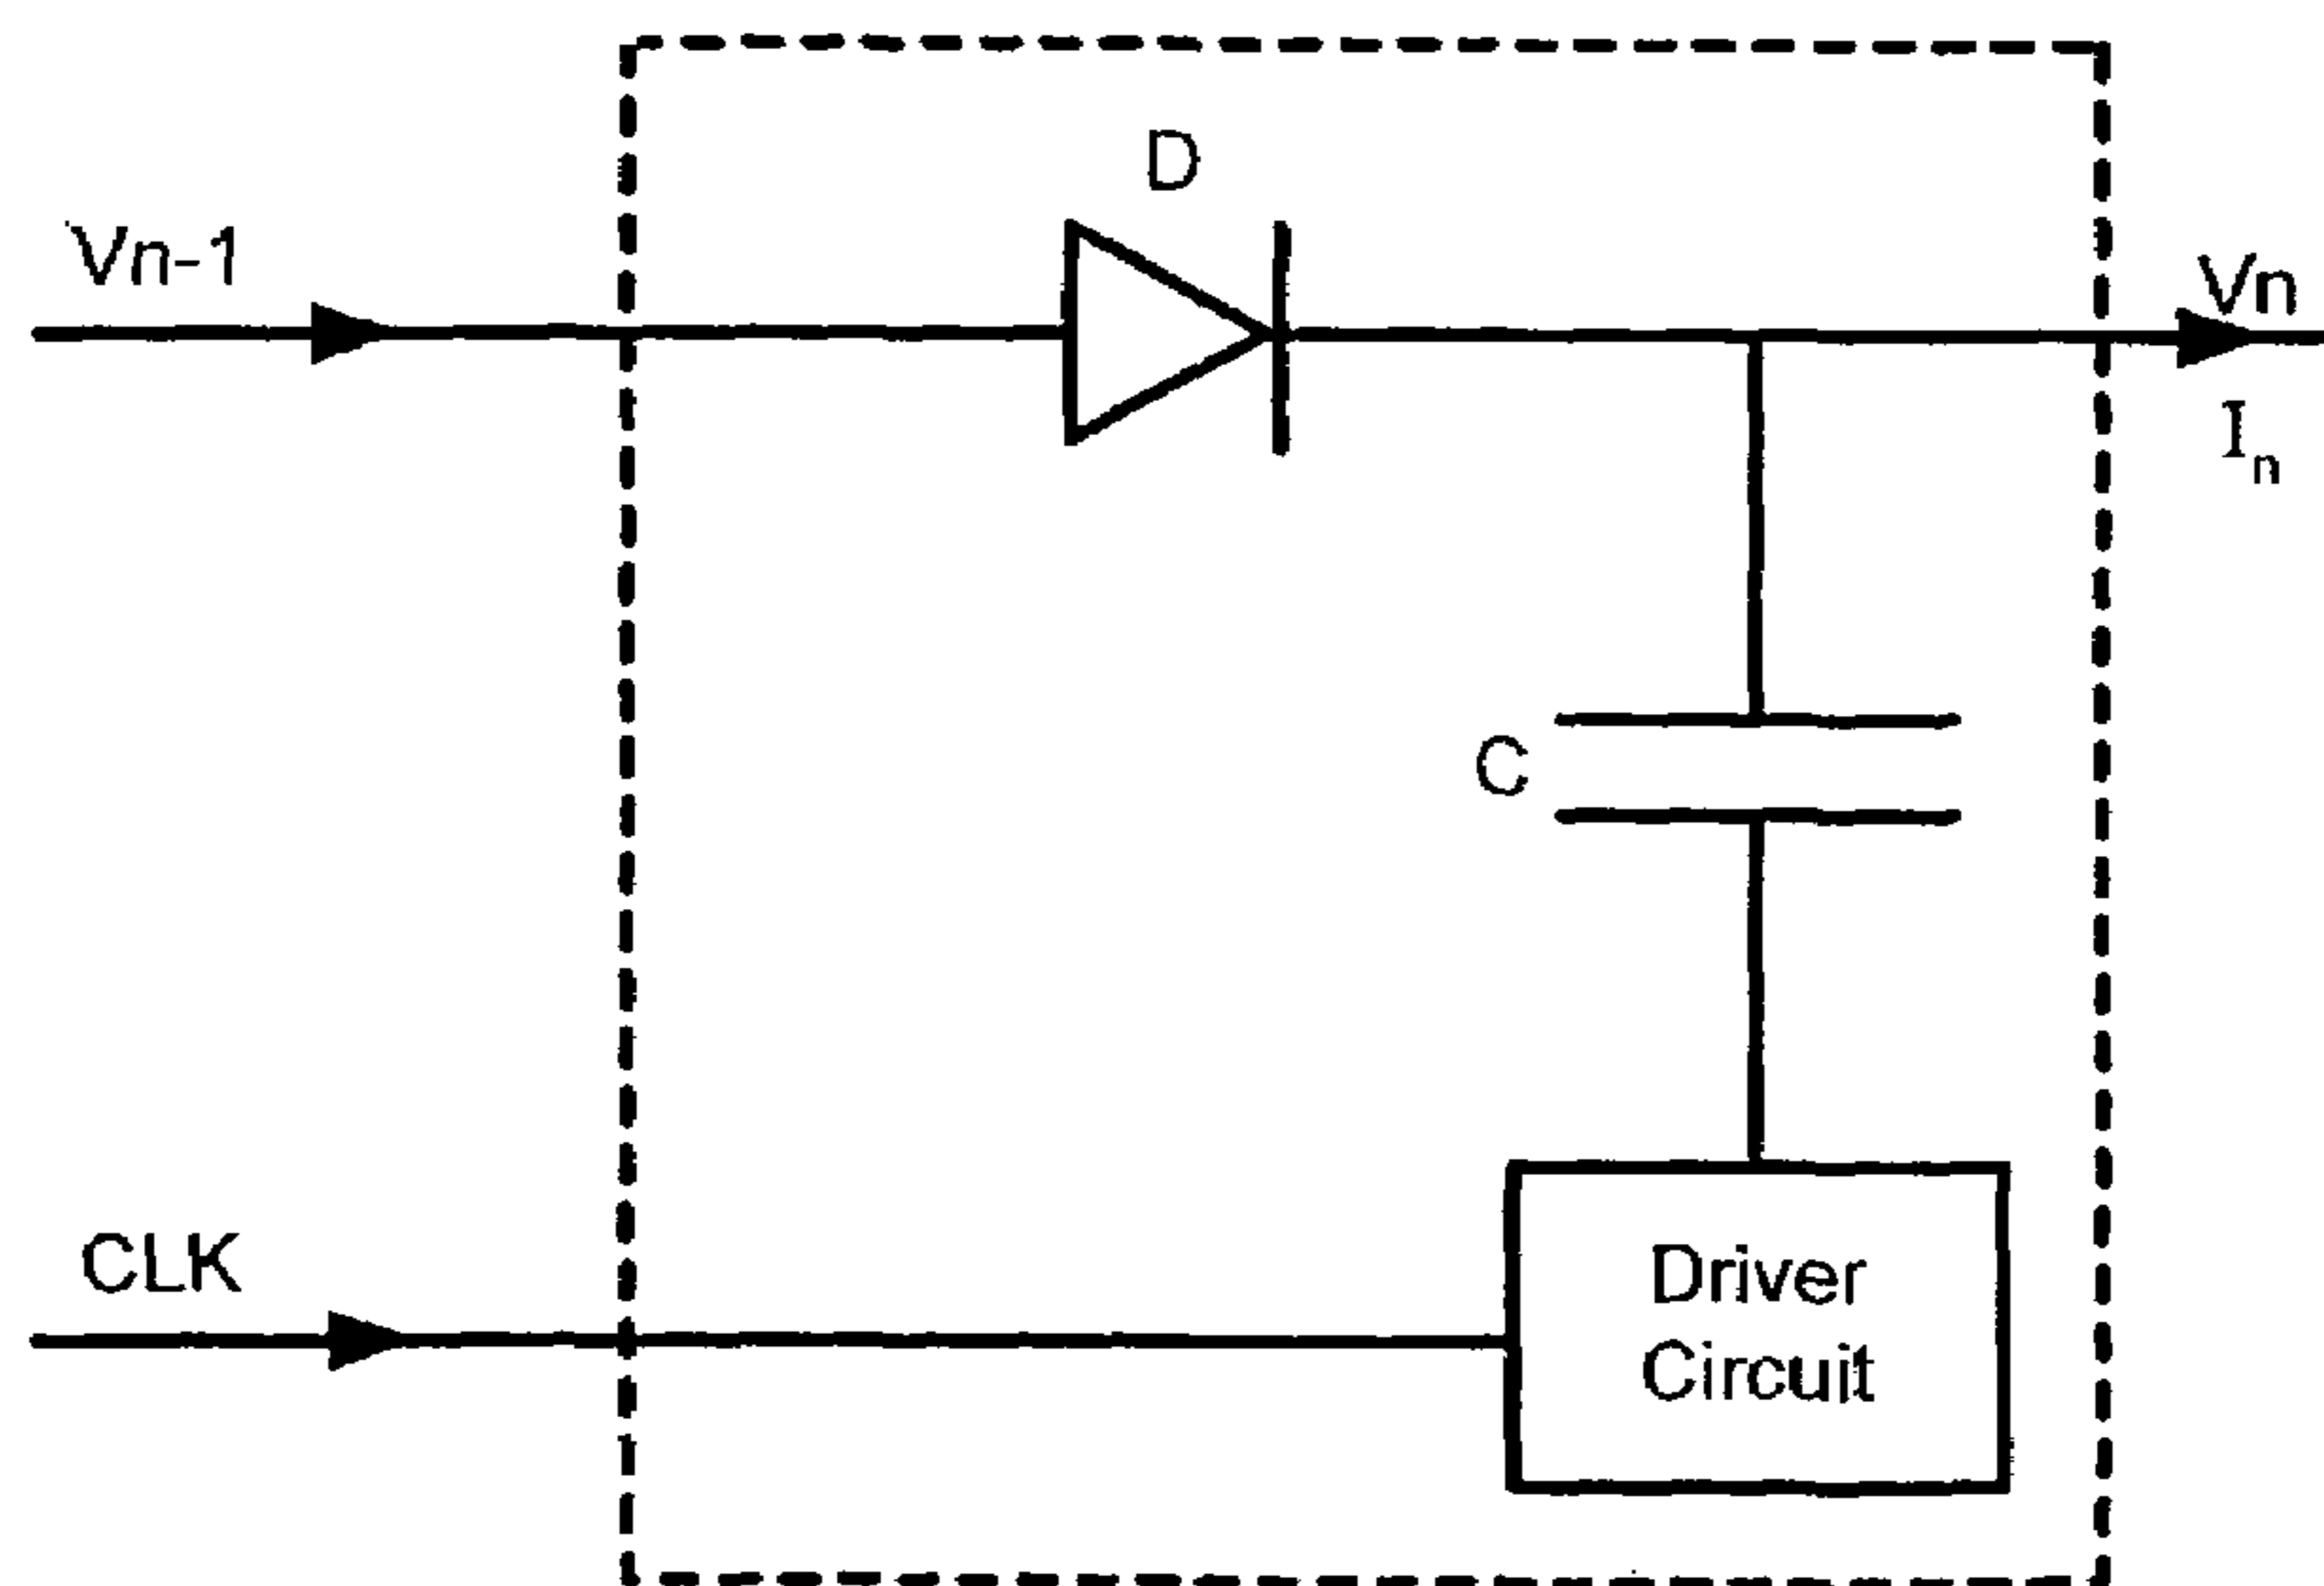 D
Vn-1
Vn
In
C
CLK
Driver
Circuit